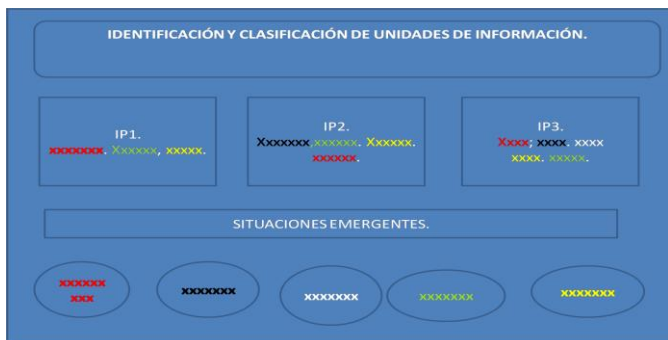 IDENTIFICACIÓN Y CLASIFICACIÓN DE UNIDADES DE INFORMACIÓN.
IP1.
xxxxxxx. Xxxxxx, xxxxx.
IP2.
Xxxxxxx,xxxxxx. Xxxxxx.
xxxxxx.
IP3.
Xxxx; xxxx. xxxx
xxxx. xxxxx.
SITUACIONES EMERGENTES.
xxxxxx
xxx
xxxxxxx
xxxxxxx
xxxxxxx
xxxxxxx